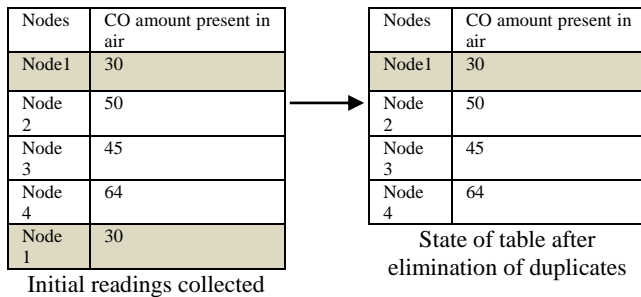 Nodes CO amount present in
air
Node1 30
Node 50
2
Node 45
3
Node 64
4
Node 30
1
Initial readings collected
Nodes CO amount present in
air
Node1 30
Node 50
2
Node 45
3
Node 64
4
State of table after
elimination of duplicates